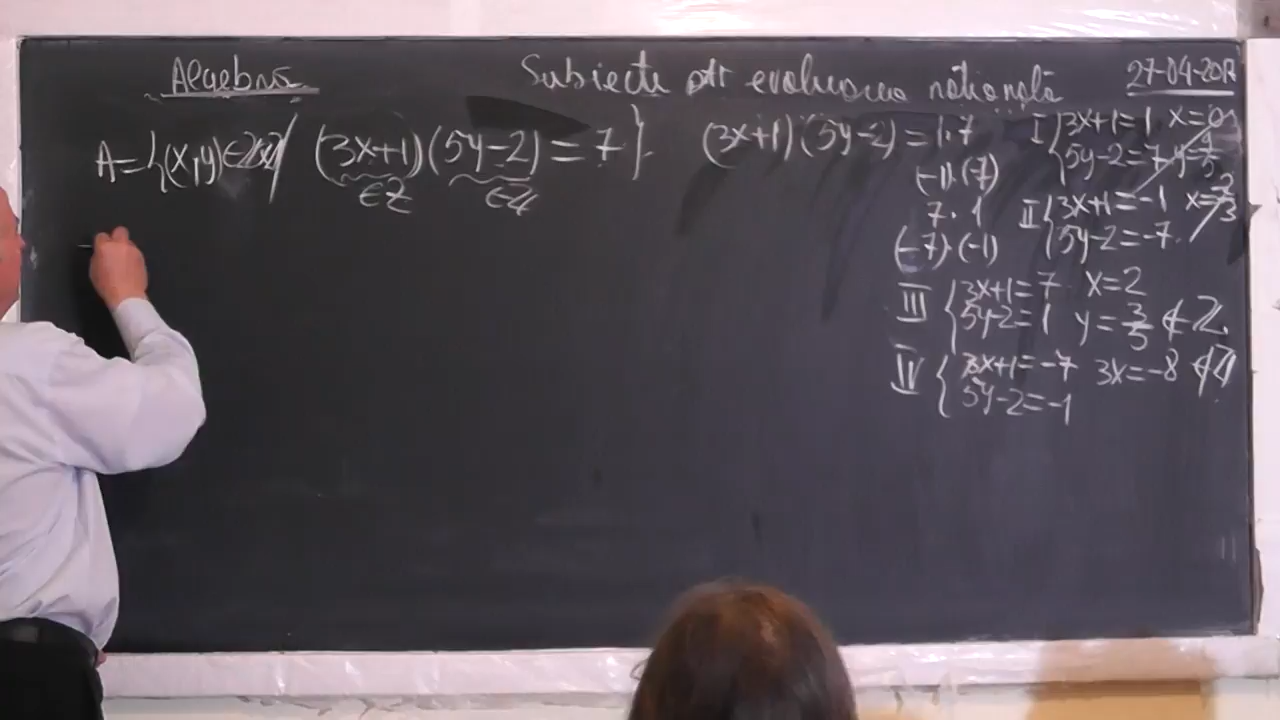 Algebră
Subiecte ptr evaluarea națională
27-04-2012
A={(x,y)∈ZxZ/ (3x+1)(5y-2)=7}.
∈Z ∈Z
(3x+1)(5y-2)=1·7
(-1)·(-7)
7·1
(-7)·(-1)
I {3x+1=1 x=0
5y-2=7 y=9/5
II {3x+1=-1 x=-2/3
5y-2=-7.
III {3x+1=7 x=2
5y-2=1 y=3/5 ∉Z.
IV {3x+1=-7 3x=-8 ∉Z
5y-2=-1